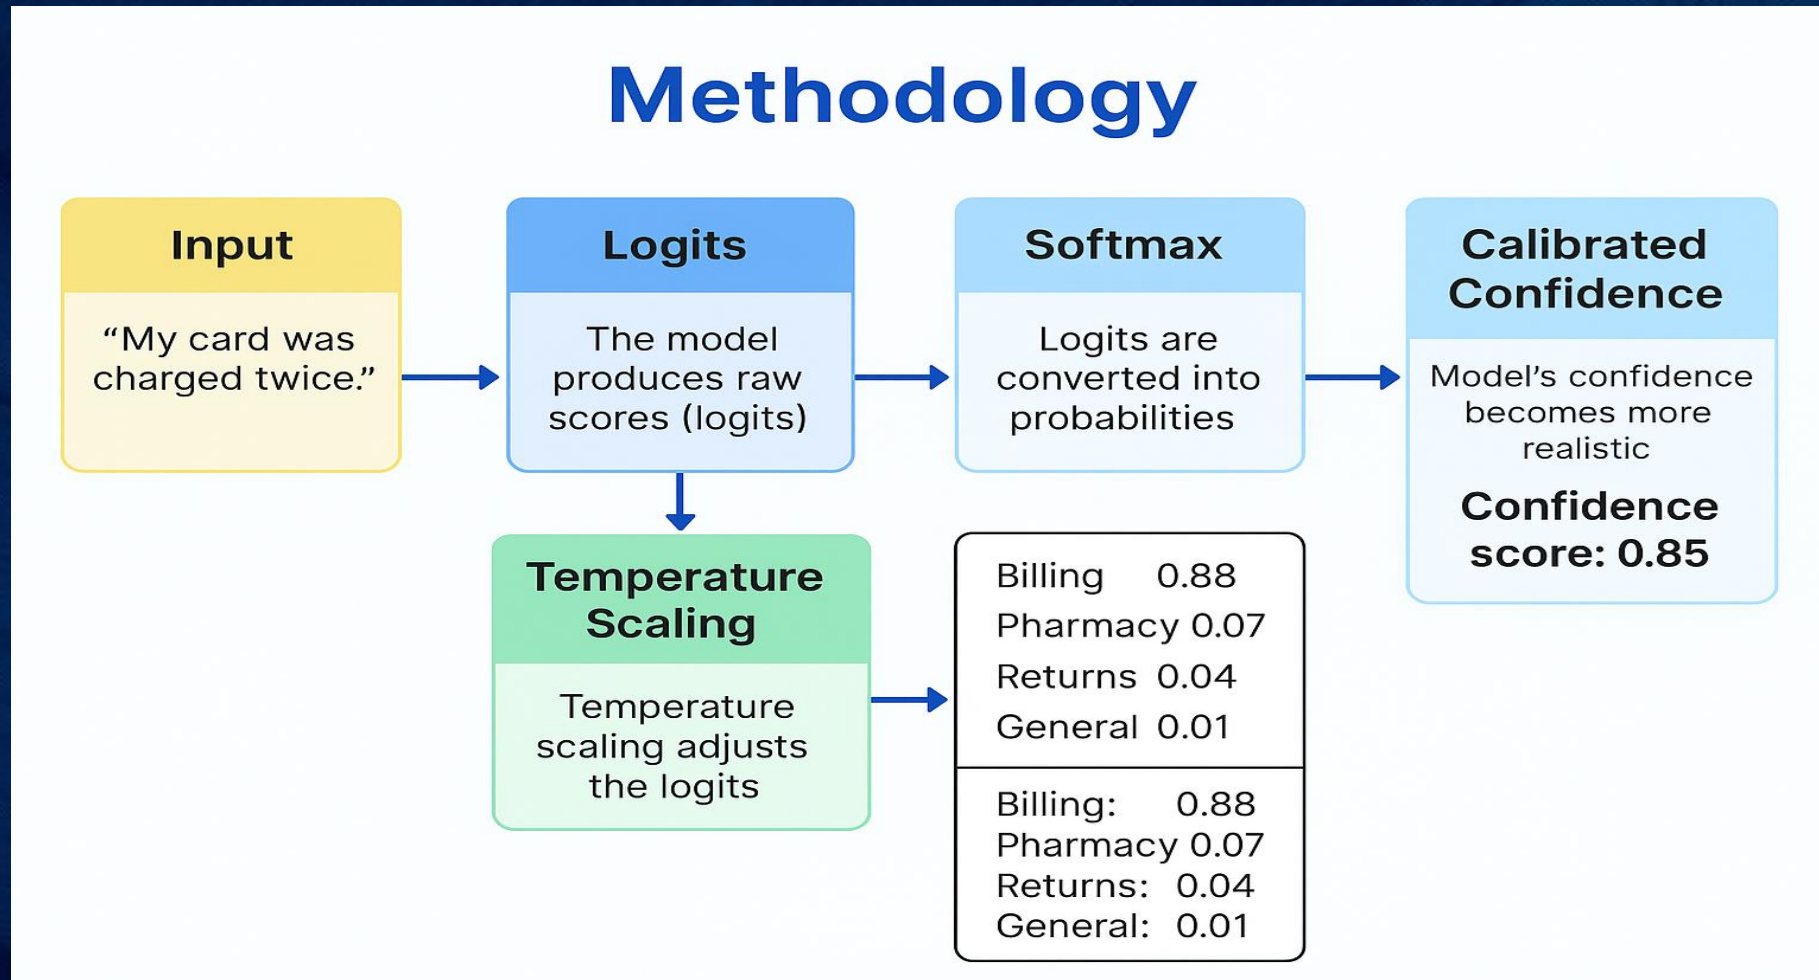 Methodology
Input
“My card was
charged twice.”
Logits
The model
produces raw
scores (logits)
Softmax
Logits are
converted into
probabilities
Calibrated
Confidence
Model’s confidence
becomes more
realistic
Confidence
score: 0.85
Temperature
Scaling
Temperature
scaling adjusts
the logits
Billing 0.88
Pharmacy 0.07
Returns 0.04
General 0.01
Billing: 0.88
Pharmacy 0.07
Returns: 0.04
General: 0.01